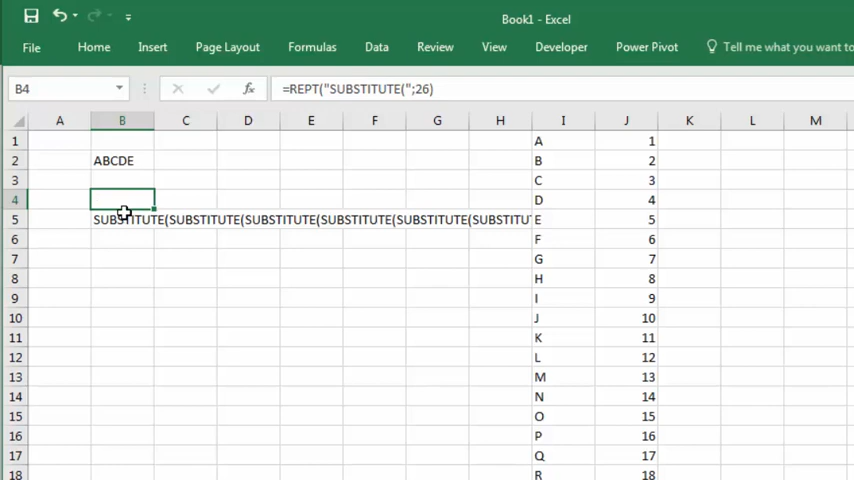 Book1 - Excel
File Home Insert Page Layout Formulas Data Review View Developer Power Pivot Tell me what you want to
B4 fx =REPT("SUBSTITUTE(";26)
A B C D E F G H I J K L M
1 A 1
2 ABCDE B 2
3 C 3
4 D 4
5 SUBSTITUTE(SUBSTITUTE(SUBSTITUTE(SUBSTITUTE(SUBSTITUTE(SUBSTITU E 5
6 F 6
7 G 7
8 H 8
9 I 9
10 J 10
11 K 11
12 L 12
13 M 13
14 N 14
15 O 15
16 P 16
17 Q 17
18 R 18